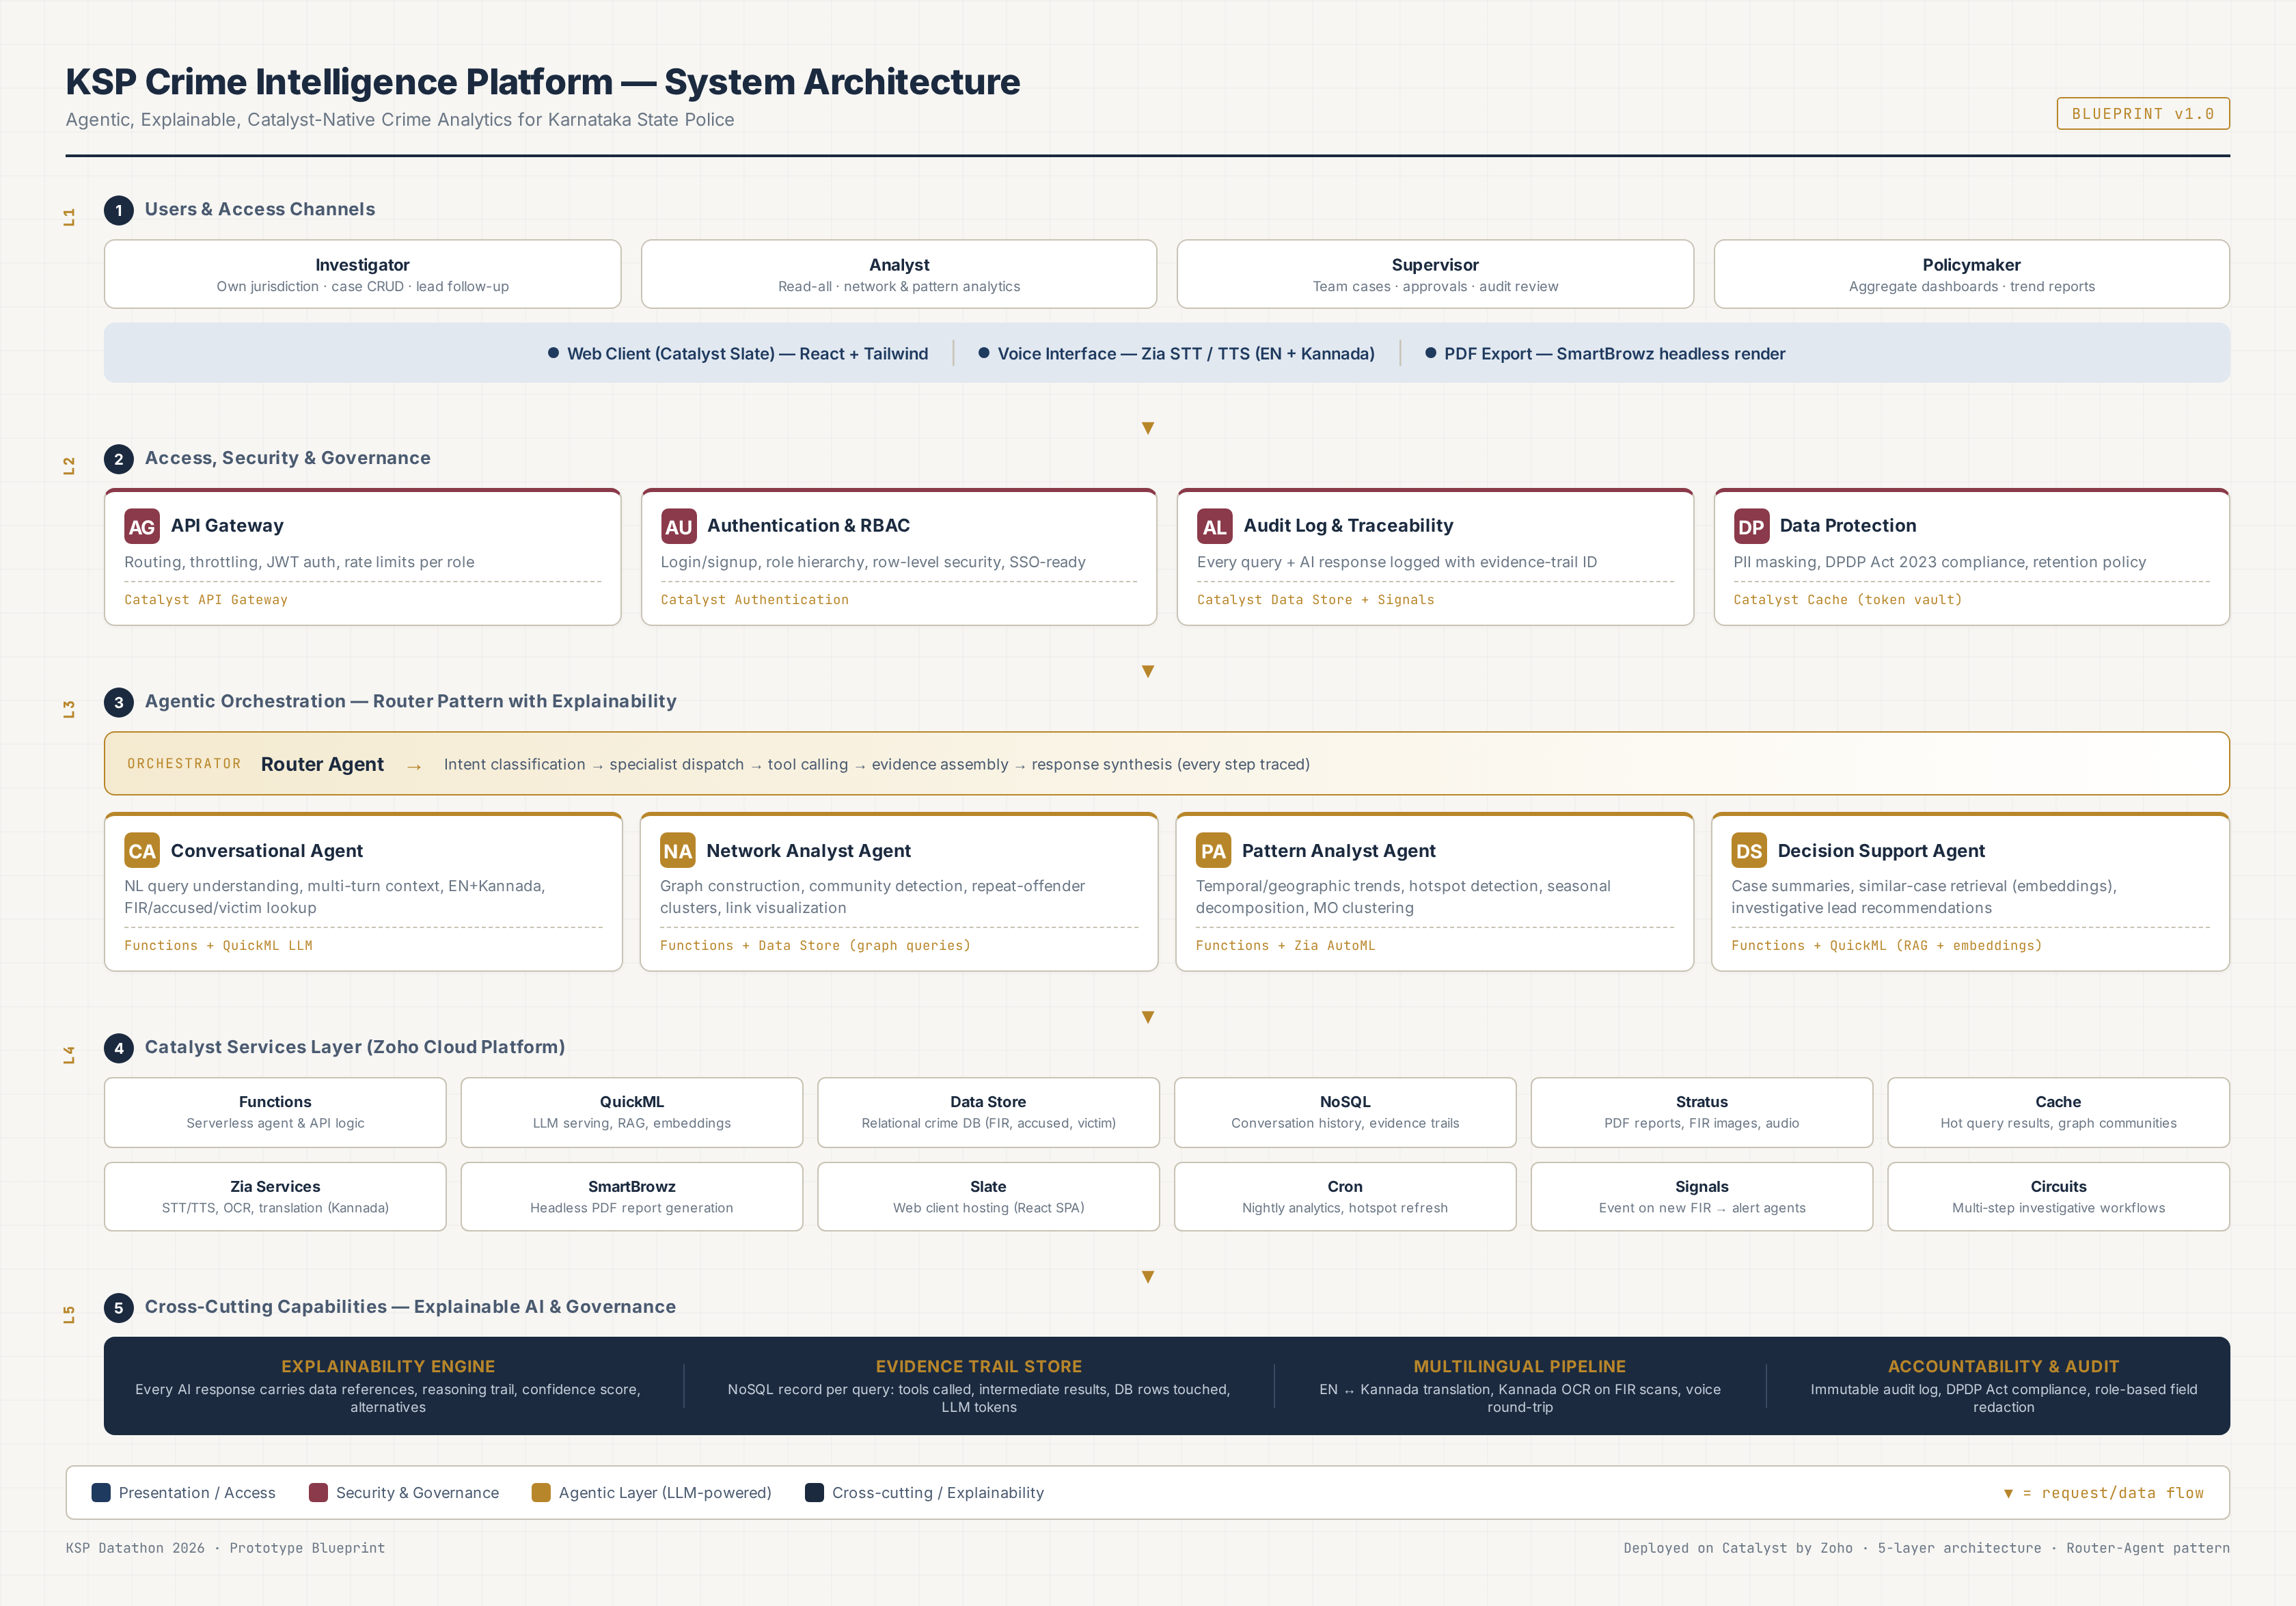 KSP Crime Intelligence Platform — System Architecture
Agentic, Explainable, Catalyst-Native Crime Analytics for Karnataka State Police
BLUEPRINT v1.0
L1
1 Users & Access Channels
Investigator
Own jurisdiction · case CRUD · lead follow-up
Analyst
Read-all · network & pattern analytics
Supervisor
Team cases · approvals · audit review
Policymaker
Aggregate dashboards · trend reports
● Web Client (Catalyst Slate) — React + Tailwind
● Voice Interface — Zia STT / TTS (EN + Kannada)
● PDF Export — SmartBrowz headless render
▼
L2
2 Access, Security & Governance
AG API Gateway
Routing, throttling, JWT auth, rate limits per role
Catalyst API Gateway
AU Authentication & RBAC
Login/signup, role hierarchy, row-level security, SSO-ready
Catalyst Authentication
AL Audit Log & Traceability
Every query + AI response logged with evidence-trail ID
Catalyst Data Store + Signals
DP Data Protection
PII masking, DPDP Act 2023 compliance, retention policy
Catalyst Cache (token vault)
▼
L3
3 Agentic Orchestration — Router Pattern with Explainability
ORCHESTRATOR Router Agent → Intent classification → specialist dispatch → tool calling → evidence assembly → response synthesis (every step traced)
CA Conversational Agent
NL query understanding, multi-turn context, EN+Kannada,
FIR/accused/victim lookup
Functions + QuickML LLM
NA Network Analyst Agent
Graph construction, community detection, repeat-offender
clusters, link visualization
Functions + Data Store (graph queries)
PA Pattern Analyst Agent
Temporal/geographic trends, hotspot detection, seasonal
decomposition, MO clustering
Functions + Zia AutoML
DS Decision Support Agent
Case summaries, similar-case retrieval (embeddings),
investigative lead recommendations
Functions + QuickML (RAG + embeddings)
▼
L4
4 Catalyst Services Layer (Zoho Cloud Platform)
Functions
Serverless agent & API logic
QuickML
LLM serving, RAG, embeddings
Data Store
Relational crime DB (FIR, accused, victim)
NoSQL
Conversation history, evidence trails
Stratus
PDF reports, FIR images, audio
Cache
Hot query results, graph communities
Zia Services
STT/TTS, OCR, translation (Kannada)
SmartBrowz
Headless PDF report generation
Slate
Web client hosting (React SPA)
Cron
Nightly analytics, hotspot refresh
Signals
Event on new FIR → alert agents
Circuits
Multi-step investigative workflows
▼
L5
5 Cross-Cutting Capabilities — Explainable AI & Governance
EXPLAINABILITY ENGINE
Every AI response carries data references, reasoning trail, confidence score,
alternatives
EVIDENCE TRAIL STORE
NoSQL record per query: tools called, intermediate results, DB rows touched,
LLM tokens
MULTILINGUAL PIPELINE
EN ↔ Kannada translation, Kannada OCR on FIR scans, voice
round-trip
ACCOUNTABILITY & AUDIT
Immutable audit log, DPDP Act compliance, role-based field
redaction
Presentation / Access
Security & Governance
Agentic Layer (LLM-powered)
Cross-cutting / Explainability
▼ = request/data flow
KSP Datathon 2026 · Prototype Blueprint
Deployed on Catalyst by Zoho · 5-layer architecture · Router-Agent pattern